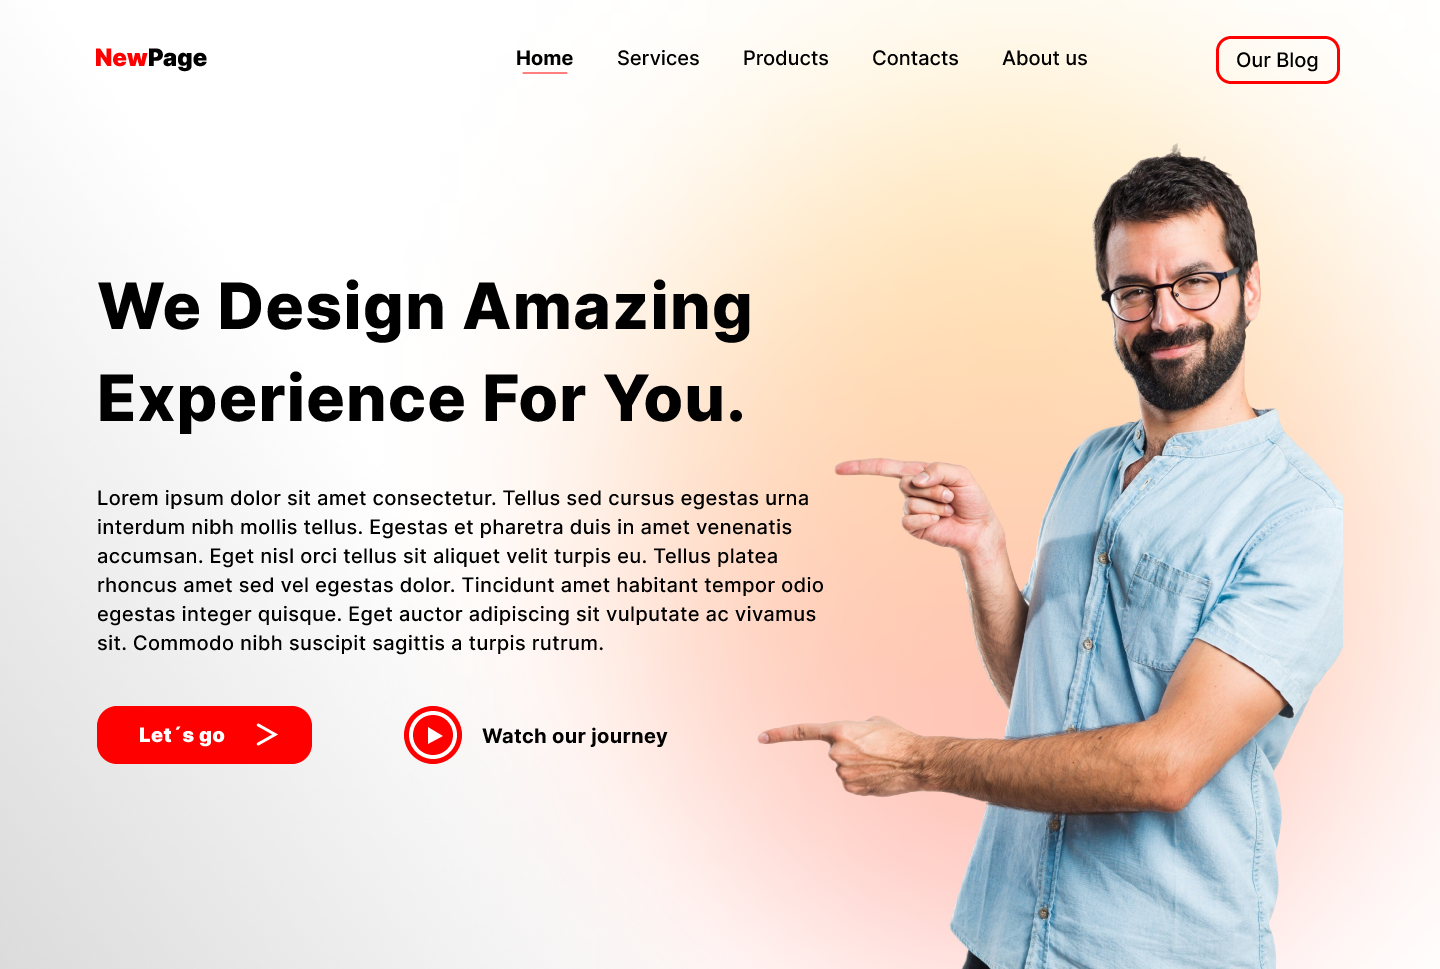 NewPage
Home Services Products Contacts About us Our Blog
We Design Amazing
Experience For You.
Lorem ipsum dolor sit amet consectetur. Tellus sed cursus egestas urna
interdum nibh mollis tellus. Egestas et pharetra duis in amet venenatis
accumsan. Eget nisl orci tellus sit aliquet velit turpis eu. Tellus platea
rhoncus amet sed vel egestas dolor. Tincidunt amet habitant tempor odio
egestas integer quisque. Eget auctor adipiscing sit vulputate ac vivamus
sit. Commodo nibh suscipit sagittis a turpis rutrum.
Let´s go
Watch our journey